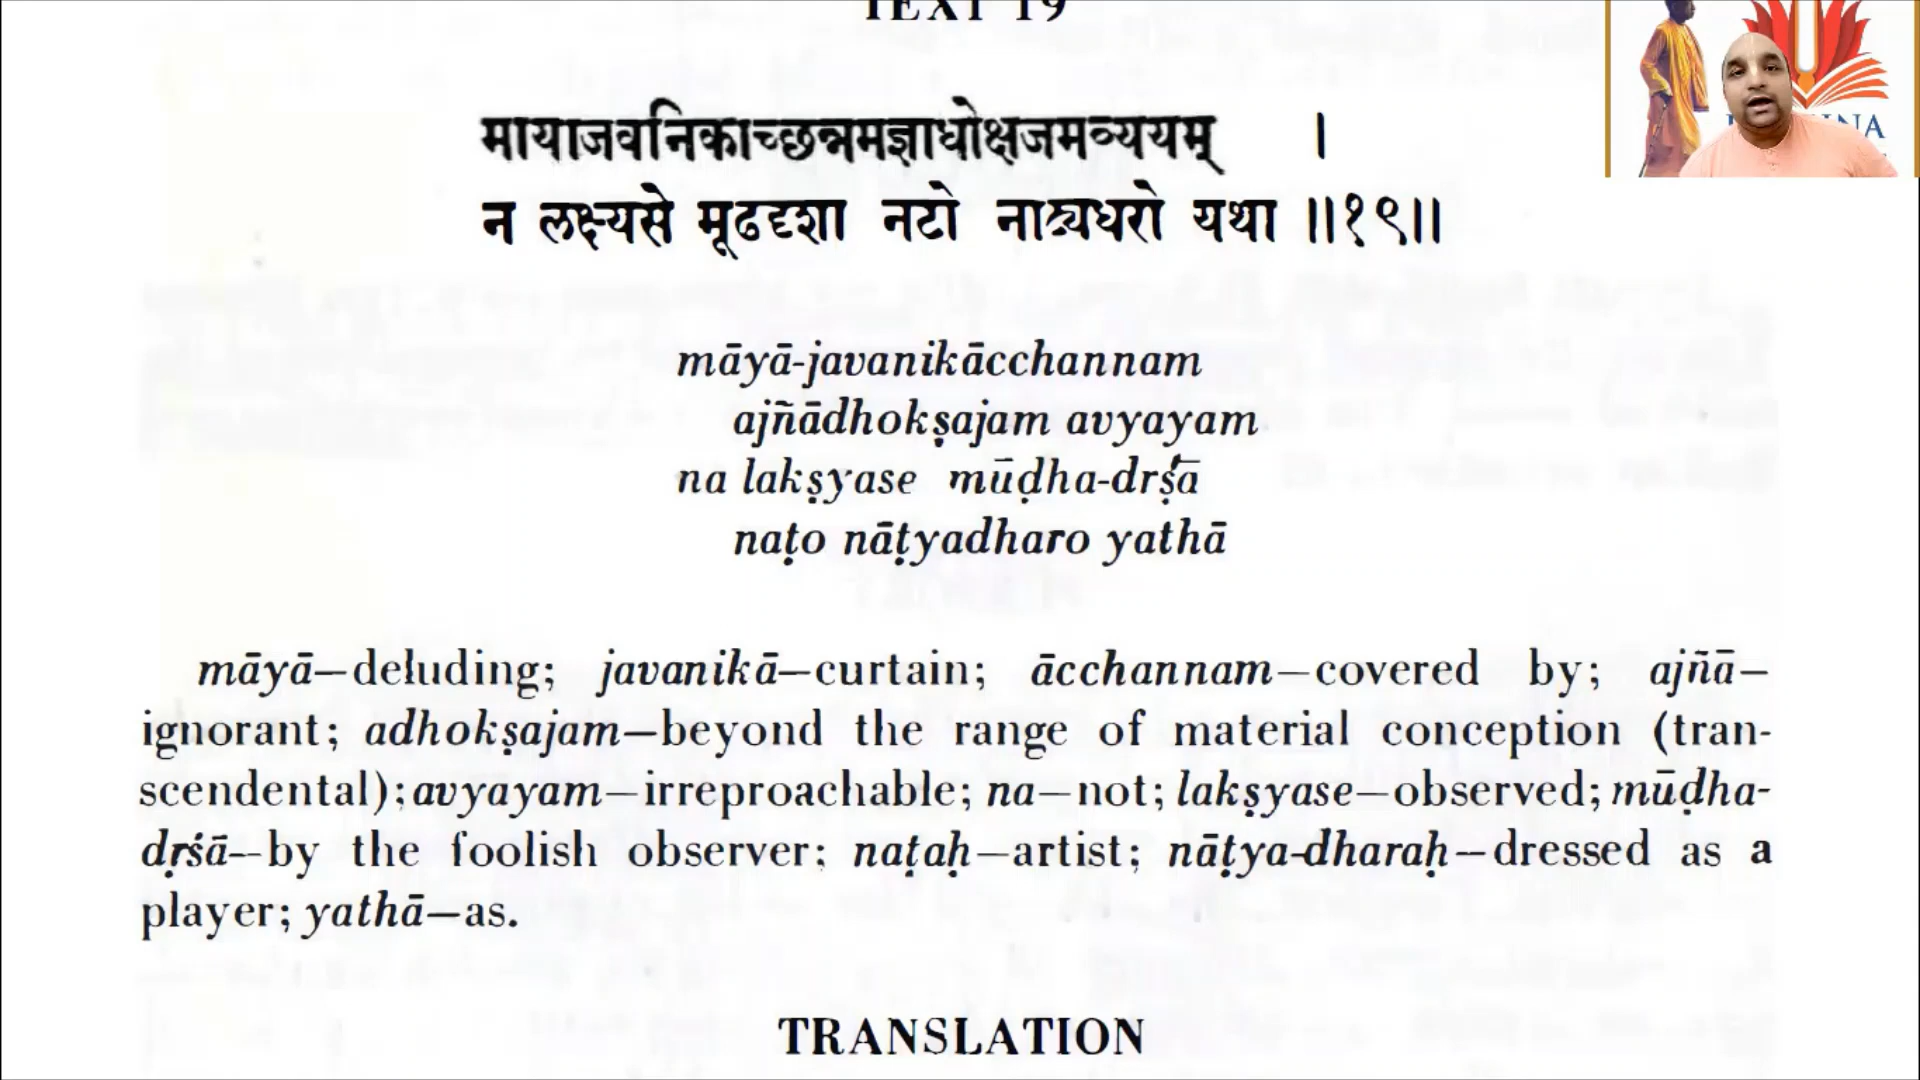 TEXT 19
मायाजवनिकाच्छन्नमज्ञाधोक्षजमव्ययम् ।
न लक्ष्यसे मूढदृशा नटो नाट्यधरो यथा ॥१९॥
māyā-javanikācchannam
ajñādhokṣajam avyayam
na lakṣyase mūḍha-dṛśā
naṭo nāṭyadharo yathā
māyā—deluding; javanikā—curtain; ācchannam—covered by; ajñā—
ignorant; adhokṣajam—beyond the range of material conception (tran-
scendental); avyayam—irreproachable; na—not; lakṣyase—observed; mūḍha-
dṛśā—by the foolish observer; naṭaḥ—artist; nāṭya-dharaḥ—dressed as a
player; yathā—as.
TRANSLATION